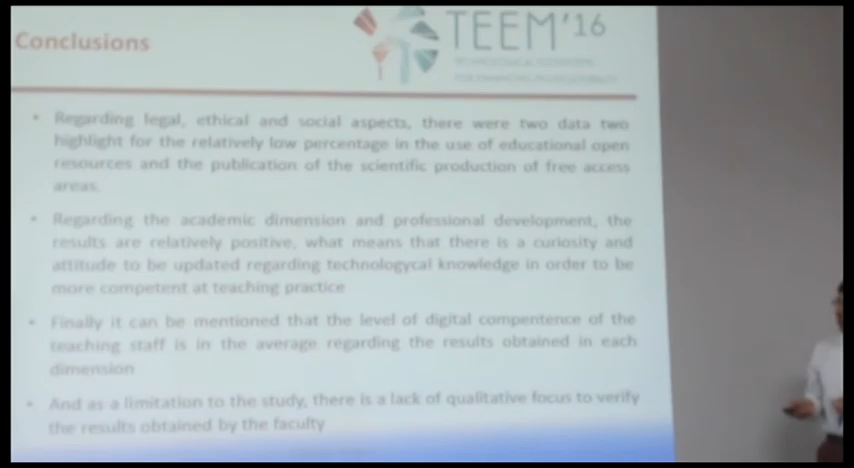 Conclusions
TEEM'16
TECHNOLOGICAL ECOSYSTEMS
FOR ENHANCING MULTICULTURALITY
• Regarding legal, ethical and social aspects, there were two data two
highlight for the relatively low percentage in the use of educational open
resources and the publication of the scientific production of free access
areas.
• Regarding the academic dimension and professional development, the
results are relatively positive, what means that there is a curiosity and
attitude to be updated regarding technologycal knowledge in order to be
more competent at teaching practice
• Finally it can be mentioned that the level of digital compentence of the
teaching staff is in the average regarding the results obtained in each
dimension
• And as a limitation to the study, there is a lack of qualitative focus to verify
the results obtained by the faculty